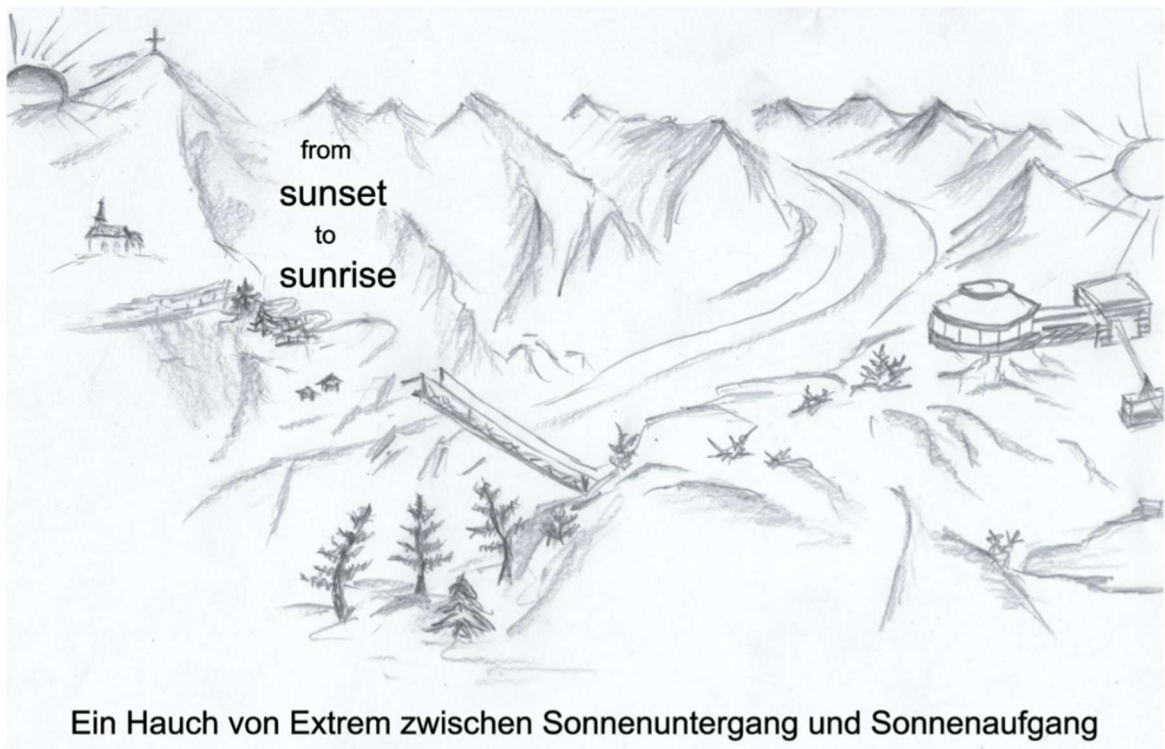 from
sunset
to
sunrise
Ein Hauch von Extrem zwischen Sonnenuntergang und Sonnenaufgang